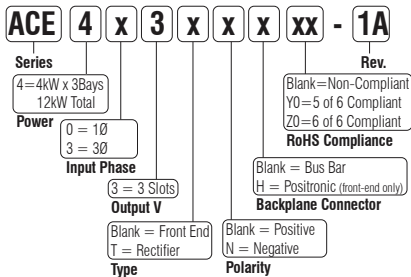 ACE 4 x 3 x x x xx - 1A
Series
Rev.
4=4kW x 3Bays
12kW Total
Power
Blank=Non-Compliant
Y0=5 of 6 Compliant
Z0=6 of 6 Compliant
RoHS Compliance
0 = 1Ø
3 = 3Ø
Input Phase
Blank = Bus Bar
H = Positronic (front-end only)
Backplane Connector
3 = 3 Slots
Output V
Blank = Front End
T = Rectifier
Type
Blank = Positive
N = Negative
Polarity